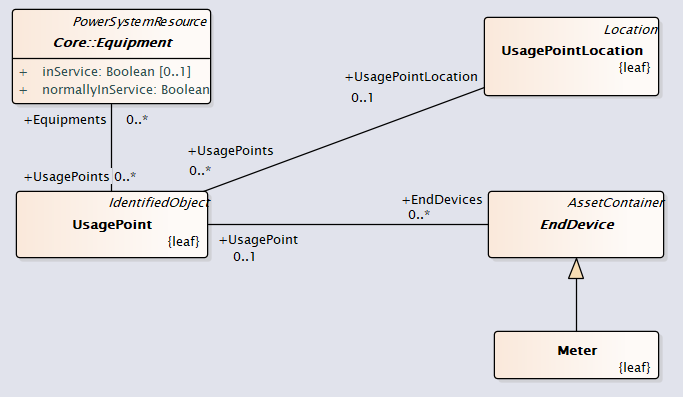 PowerSystemResource
Core::Equipment
+ inService: Boolean [0..1]
+ normallyInService: Boolean
Location
UsagePointLocation
{leaf}
+UsagePointLocation
0..1
+Equipments 0..*
+UsagePoints
0..*
+UsagePoints 0..*
IdentifiedObject
UsagePoint
{leaf}
+EndDevices
0..*
+UsagePoint
0..1
AssetContainer
EndDevice
Meter
{leaf}